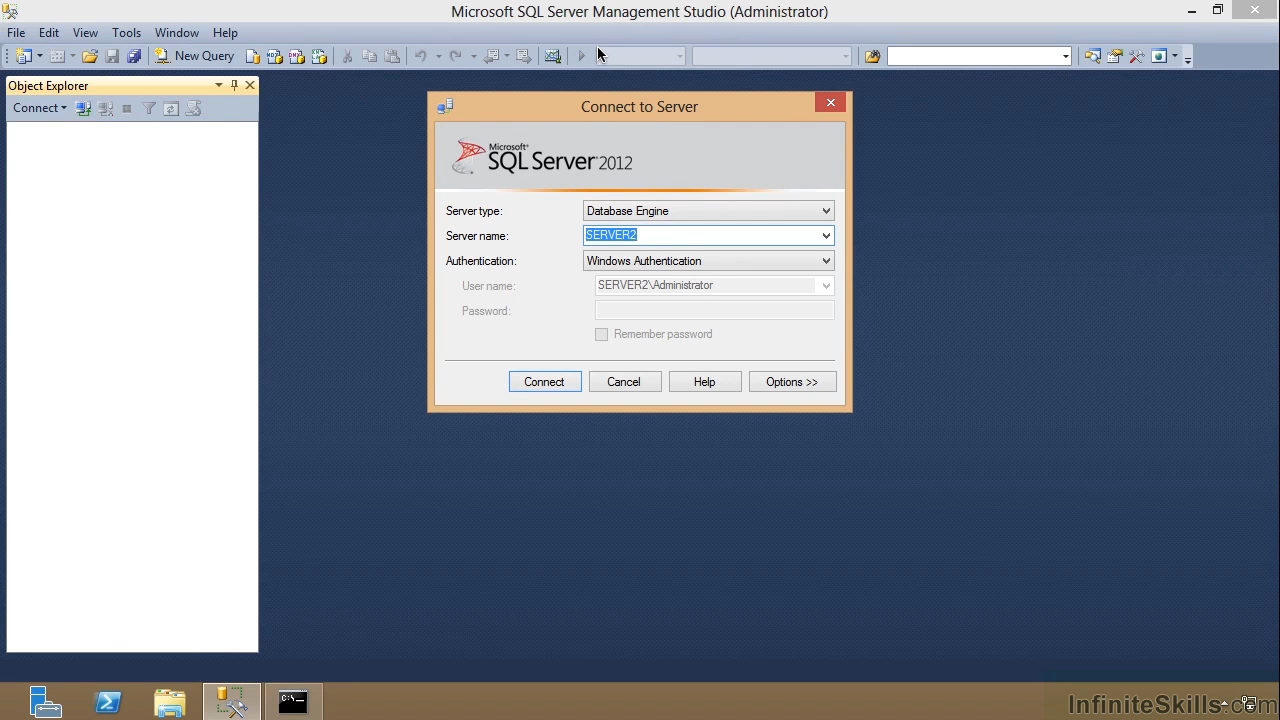 Microsoft SQL Server Management Studio (Administrator)
File Edit View Tools Window Help
New Query
Object Explorer
Connect
Connect to Server
Microsoft®
SQL Server® 2012
Server type: Database Engine
Server name: SERVER2
Authentication: Windows Authentication
User name: SERVER2\Administrator
Password:
Remember password
Connect Cancel Help Options >>
C:\_
InfiniteSkills.com